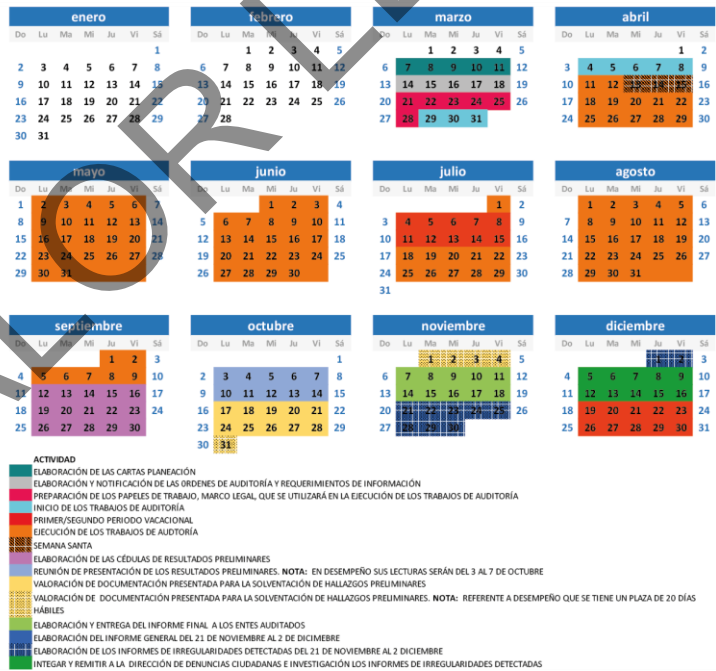 enero febrero marzo abril
Do Lu Ma Mi Ju Vi Sá Do Lu Ma Mi Ju Vi Sá Do Lu Ma Mi Ju Vi Sá Do Lu Ma Mi Ju Vi Sá
1 1 2 3 4 5 1 2 3 4 5 1 2
2 3 4 5 6 7 8 6 7 8 9 10 11 12 6 7 8 9 10 11 12 3 4 5 6 7 8 9
9 10 11 12 13 14 15 13 14 15 16 17 18 19 13 14 15 16 17 18 19 10 11 12 13 14 15 16
16 17 18 19 20 21 22 20 21 22 23 24 25 26 20 21 22 23 24 25 26 17 18 19 20 21 22 23
23 24 25 26 27 28 29 27 28 27 28 29 30 31 24 25 26 27 28 29 30
30 31
mayo junio julio agosto
Do Lu Ma Mi Ju Vi Sá Do Lu Ma Mi Ju Vi Sá Do Lu Ma Mi Ju Vi Sá Do Lu Ma Mi Ju Vi Sá
1 2 3 4 5 6 7 1 2 3 4 1 2 1 2 3 4 5 6
8 9 10 11 12 13 14 5 6 7 8 9 10 11 3 4 5 6 7 8 9 7 8 9 10 11 12 13
15 16 17 18 19 20 21 12 13 14 15 16 17 18 10 11 12 13 14 15 16 14 15 16 17 18 19 20
22 23 24 25 26 27 28 19 20 21 22 23 24 25 17 18 19 20 21 22 23 21 22 23 24 25 26 27
29 30 31 26 27 28 29 30 24 25 26 27 28 29 30 28 29 30 31
31
septiembre octubre noviembre diciembre
Do Lu Ma Mi Ju Vi Sá Do Lu Ma Mi Ju Vi Sá Do Lu Ma Mi Ju Vi Sá Do Lu Ma Mi Ju Vi Sá
1 2 3 1 1 2 3 4 5 1 2 3
4 5 6 7 8 9 10 2 3 4 5 6 7 8 6 7 8 9 10 11 12 4 5 6 7 8 9 10
11 12 13 14 15 16 17 9 10 11 12 13 14 15 13 14 15 16 17 18 19 11 12 13 14 15 16 17
18 19 20 21 22 23 24 16 17 18 19 20 21 22 20 21 22 23 24 25 26 18 19 20 21 22 23 24
25 26 27 28 29 30 23 24 25 26 27 28 29 27 28 29 30 25 26 27 28 29 30 31
30 31
ACTIVIDAD
ELABORACIÓN DE LAS CARTAS PLANEACIÓN
ELABORACIÓN Y NOTIFICACIÓN DE LAS ORDENES DE AUDITORÍA Y REQUERIMIENTOS DE INFORMACIÓN
PREPARACIÓN DE LOS PAPELES DE TRABAJO, MARCO LEGAL, QUE SE UTILIZARÁ EN LA EJECUCIÓN DE LOS TRABAJOS DE AUDITORÍA
INICIO DE LOS TRABAJOS DE AUDITORÍA
PRIMER/SEGUNDO PERIODO VACACIONAL
EJECUCIÓN DE LOS TRABAJOS DE AUDTORÍA
SEMANA SANTA
ELABORACIÓN DE LAS CÉDULAS DE RESULTADOS PRELIMINARES
REUNIÓN DE PRESENTACIÓN DE LOS RESULTADOS PRELIMINARES. NOTA: EN DESEMPEÑO SUS LECTURAS SERÁN DEL 3 AL 7 DE OCTUBRE
VALORACIÓN DE DOCUMENTACIÓN PRESENTADA PARA LA SOLVENTACIÓN DE HALLAZGOS PRELIMINARES
VALORACIÓN DE DOCUMENTACIÓN PRESENTADA PARA LA SOLVENTACIÓN DE HALLAZGOS PRELIMINARES. NOTA: REFERENTE A DESEMPEÑO QUE SE TIENE UN PLAZA DE 20 DÍAS
HÁBILES
ELABORACIÓN Y ENTREGA DEL INFORME FINAL A LOS ENTES AUDITADOS
ELABORACIÓN DEL INFORME GENERAL DEL 21 DE NOVIEMBRE AL 2 DE DICIMEBRE
ELABORACIÓN DE LOS INFORMES DE IRREGULARIDADES DETECTADAS DEL 21 DE NOVIEMBRE AL 2 DICIEMBRE
INTEGAR Y REMITIR A LA DIRECCIÓN DE DENUNCIAS CIUDADANAS E INVESTIGACIÓN LOS INFORMES DE IRREGULARIDADES DETECTADAS